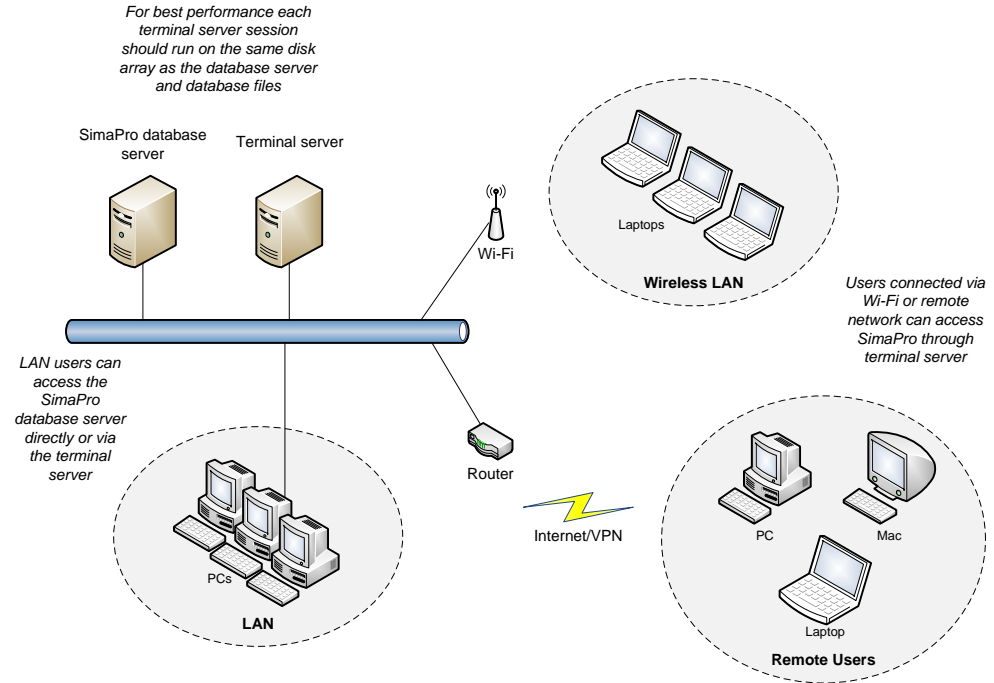 For best performance each
terminal server session
should run on the same disk
array as the database server
and database files
SimaPro database
server
Terminal server
Wi-Fi
Laptops
Wireless LAN
Users connected via
Wi-Fi or remote
network can access
SimaPro through
terminal server
LAN users can
access the
SimaPro
database server
directly or via
the terminal
server
Router
Internet/VPN
PCs
LAN
PC
Mac
Laptop
Remote Users